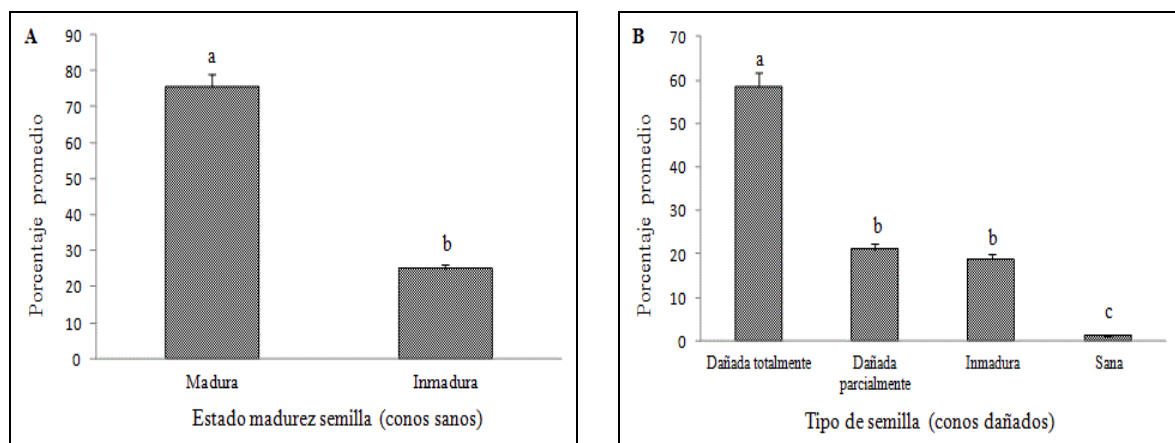 A
90
80
70
60
50
40
30
20
10
0
Porcentaje promedio
a
b
Madura
Inmadura
Estado madurez semilla (conos sanos)
B
70
60
50
40
30
20
10
0
Porcentaje promedio
a
b
b
c
Dañada totalmente
Dañada
parcialmente
Inmadura
Sana
Tipo de semilla (conos dañados)